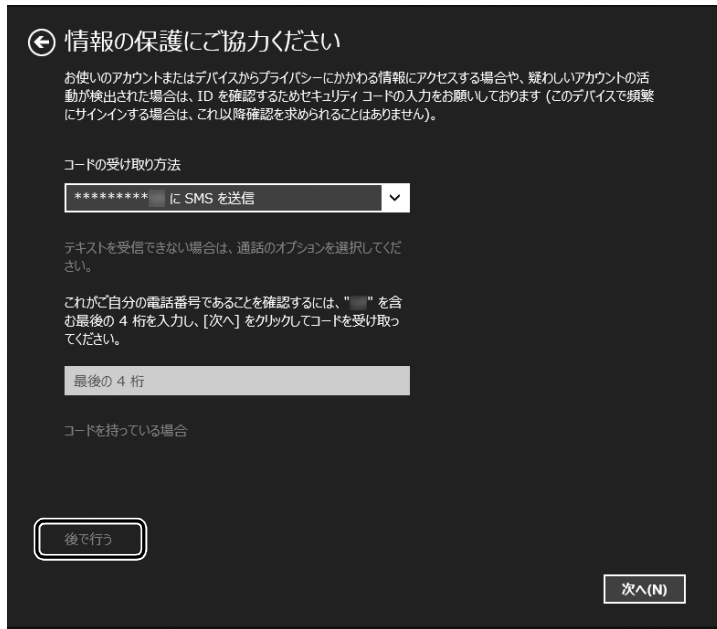 情報の保護にご協力ください
お使いのアカウントまたはデバイスからプライバシーにかかわる情報にアクセスする場合や、疑わしいアカウントの活
動が検出された場合は、ID を確認するためセキュリティ コードの入力をお願いしております (このデバイスで頻繁
にサインインする場合は、これ以降確認を求められることはありません)。
コードの受け取り方法
********* に SMS を送信
テキストを受信できない場合は、通話のオプションを選択してくだ
さい。
これがご自分の電話番号であることを確認するには、" " を含
む最後の 4 桁を入力し、[次へ] をクリックしてコードを受け取っ
てください。
最後の 4 桁
コードを持っている場合
後で行う
次へ(N)